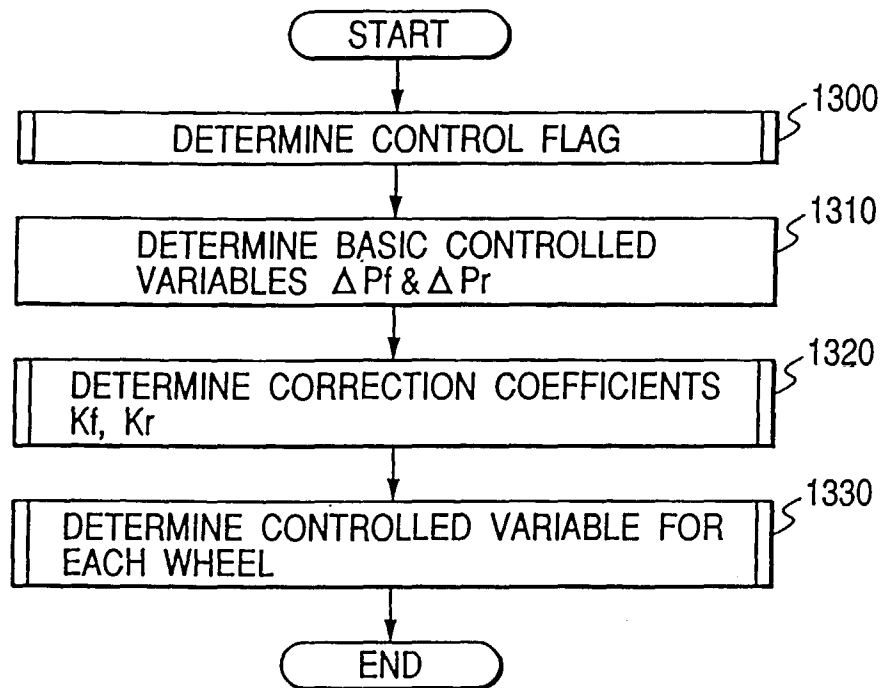 START
1300
DETERMINE CONTROL FLAG
1310
DETERMINE BASIC CONTROLLED
VARIABLES ΔPf & ΔPr
1320
DETERMINE CORRECTION COEFFICIENTS
Kf, Kr
1330
DETERMINE CONTROLLED VARIABLE FOR
EACH WHEEL
END